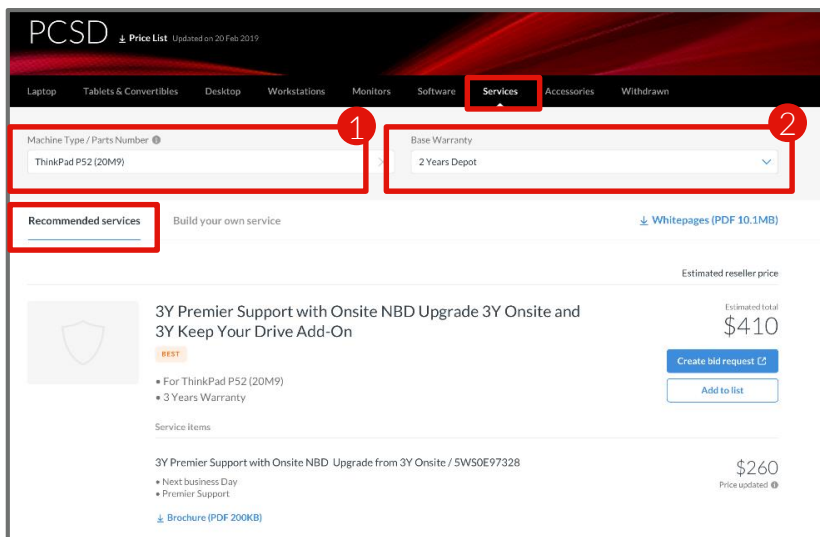 PCSD Price List Updated on 20 Feb 2019
Laptop Tablets & Convertibles Desktop Workstations Monitors Software Services Accessories Withdrawn
1 2
Machine Type / Parts Number Base Warranty
ThinkPad P52 (20M9) 2 Years Depot
Recommended services Build your own service Whitepages (PDF 10.1MB)
Estimated reseller price
3Y Premier Support with Onsite NBD Upgrade 3Y Onsite and
3Y Keep Your Drive Add-On
Estimated total
$410
BEST
Create bid request
• For ThinkPad P52 (20M9)
• 3 Years Warranty
Add to list
Service items
3Y Premier Support with Onsite NBD Upgrade from 3Y Onsite / 5WS0E97328
$260
• Next business Day
• Premier Support
Price updated
Brochure (PDF 200KB)